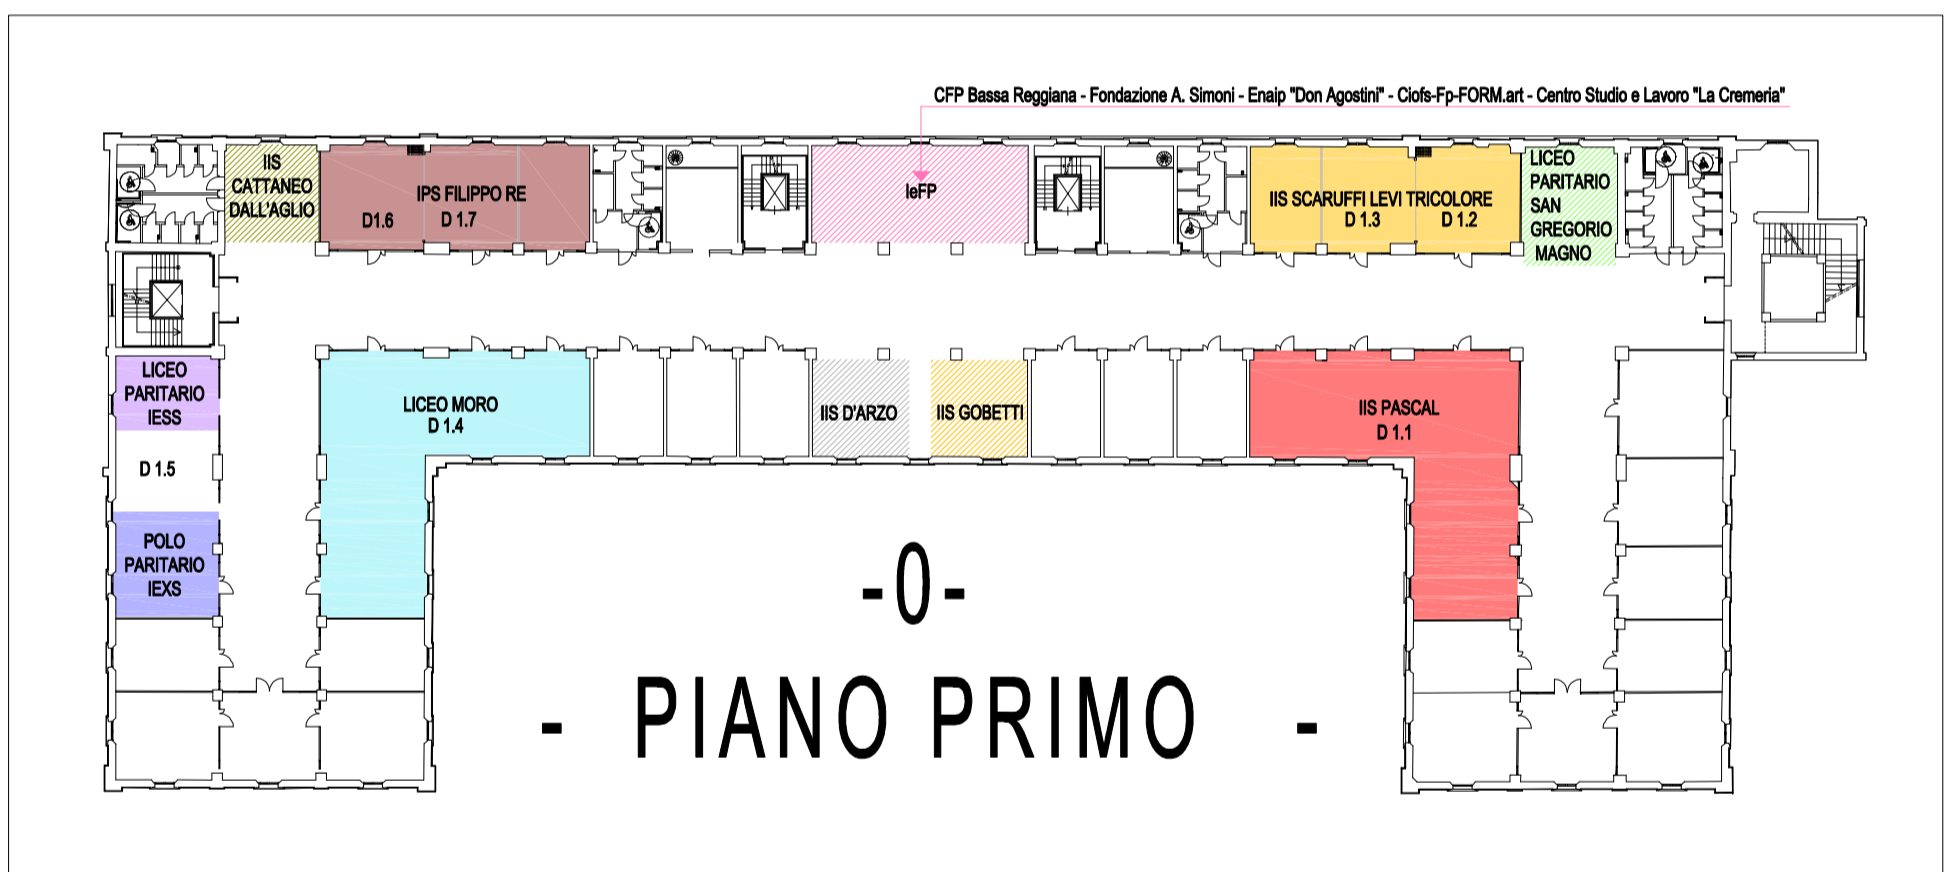 CFP Bassa Reggiana - Fondazione A. Simoni - Enaip "Don Agostini" - Ciofs-Fp-FORM.art - Centro Studio e Lavoro "La Cremeria"
IIS
CATTANEO
DALL'AGLIO
IPS FILIPPO RE
D1.6
D 1.7
IeFP
IIS SCARUFFI LEVI TRICOLORE
D 1.3
D 1.2
LICEO
PARITARIO
SAN
GREGORIO
MAGNO
LICEO
PARITARIO
IESS
D 1.5
POLO
PARITARIO
IEXS
LICEO MORO
D 1.4
IIS D'ARZO
IIS GOBETTI
IIS PASCAL
D 1.1
-0-
- PIANO PRIMO -